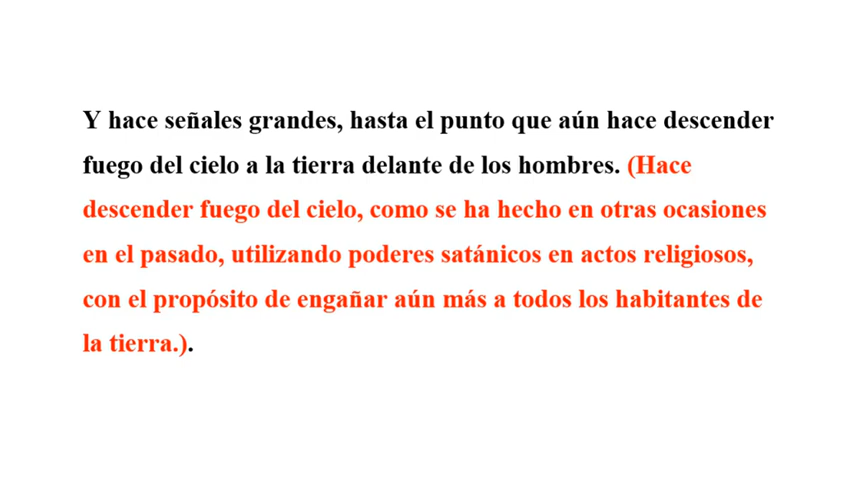 Y hace señales grandes, hasta el punto que aún hace descender
fuego del cielo a la tierra delante de los hombres. (Hace
descender fuego del cielo, como se ha hecho en otras ocasiones
en el pasado, utilizando poderes satánicos en actos religiosos,
con el propósito de engañar aún más a todos los habitantes de
la tierra.).